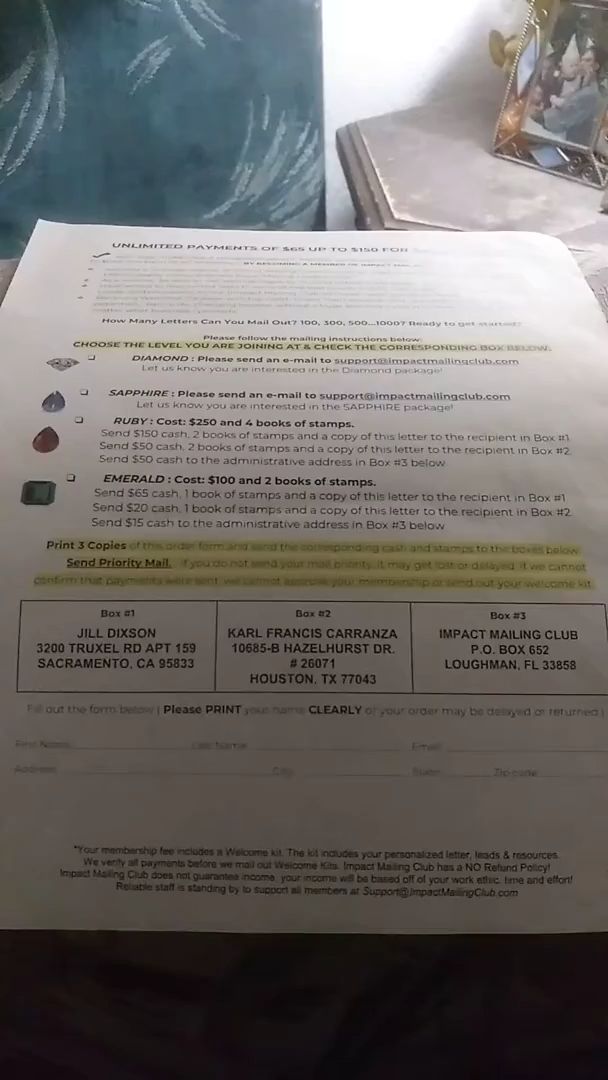 UNLIMITED PAYMENTS OF $65 UP TO $150 FOR
BY BECOMING A MEMBER OF IMPACT
How Many Letters Can You Mail Out? 100, 300, 500...1000? Ready to get started?
Please follow the mailing instructions below:
CHOOSE THE LEVEL YOU ARE JOINING AT & CHECK THE CORRESPONDING BOX BELOW:
DIAMOND : Please send an e-mail to support@impactmailingclub.com
Let us know you are interested in the Diamond package!
SAPPHIRE : Please send an e-mail to support@impactmailingclub.com
Let us know you are interested in the SAPPHIRE package!
RUBY: Cost: $250 and 4 books of stamps.
Send $150 cash, 2 books of stamps and a copy of this letter to the recipient in Box #1
Send $50 cash, 2 books of stamps and a copy of this letter to the recipient in Box #2
Send $50 cash to the administrative address in Box #3 below
EMERALD : Cost: $100 and 2 books of stamps.
Send $65 cash, 1 book of stamps and a copy of this letter to the recipient in Box #1
Send $20 cash, 1 book of stamps and a copy of this letter to the recipient in Box #2
Send $15 cash to the administrative address in Box #3 below
Print 3 Copies of this order form and send the corresponding cash and stamps to the boxes below
Send Priority Mail. If you do not send your mail priority, it may get lost or delayed. If we cannot
confirm that payments were sent, we cannot activate your membership or send out your welcome kit.
Box #1 Box #2 Box #3
JILL DIXSON KARL FRANCIS CARRANZA IMPACT MAILING CLUB
3200 TRUXEL RD APT 159 10685-B HAZELHURST DR. P.O. BOX 652
SACRAMENTO, CA 95833 # 26071 LOUGHMAN, FL 33858
HOUSTON, TX 77043
Fill out the form below ( Please PRINT your name CLEARLY or your order may be delayed or returned )
First Name Last Name Email
Address City State Zip code
*Your membership fee includes a Welcome kit. The kit includes your personalized letter, leads & resources.
We verify all payments before we mail out Welcome Kits. Impact Mailing Club has a NO Refund Policy!
Impact Mailing Club does not guarantee income, your income will be based off of your work ethic, time and effort!
Reliable staff is standing by to support all members at Support@ImpactMailingClub.com